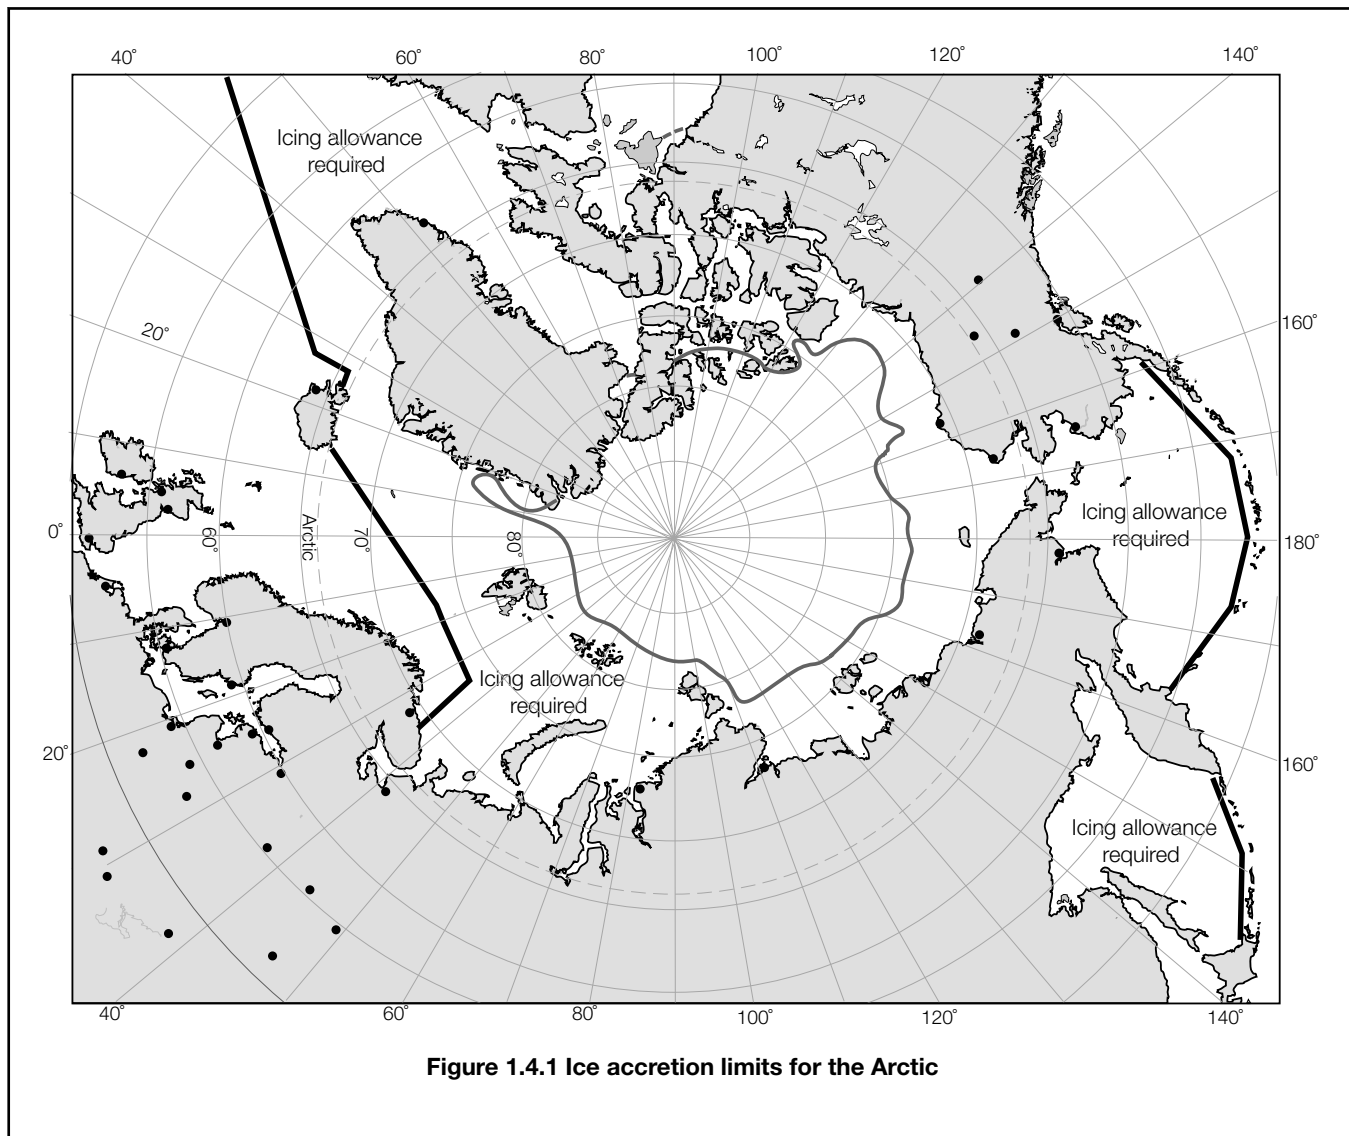 40°
60°
80°
100°
120°
140°
Icing allowance
required
20°
160°
0°
60°
Arctic
70°
80°
Icing allowance
required
180°
Icing allowance
required
20°
160°
Icing allowance
required
40°
60°
80°
100°
120°
140°
Figure 1.4.1 Ice accretion limits for the Arctic